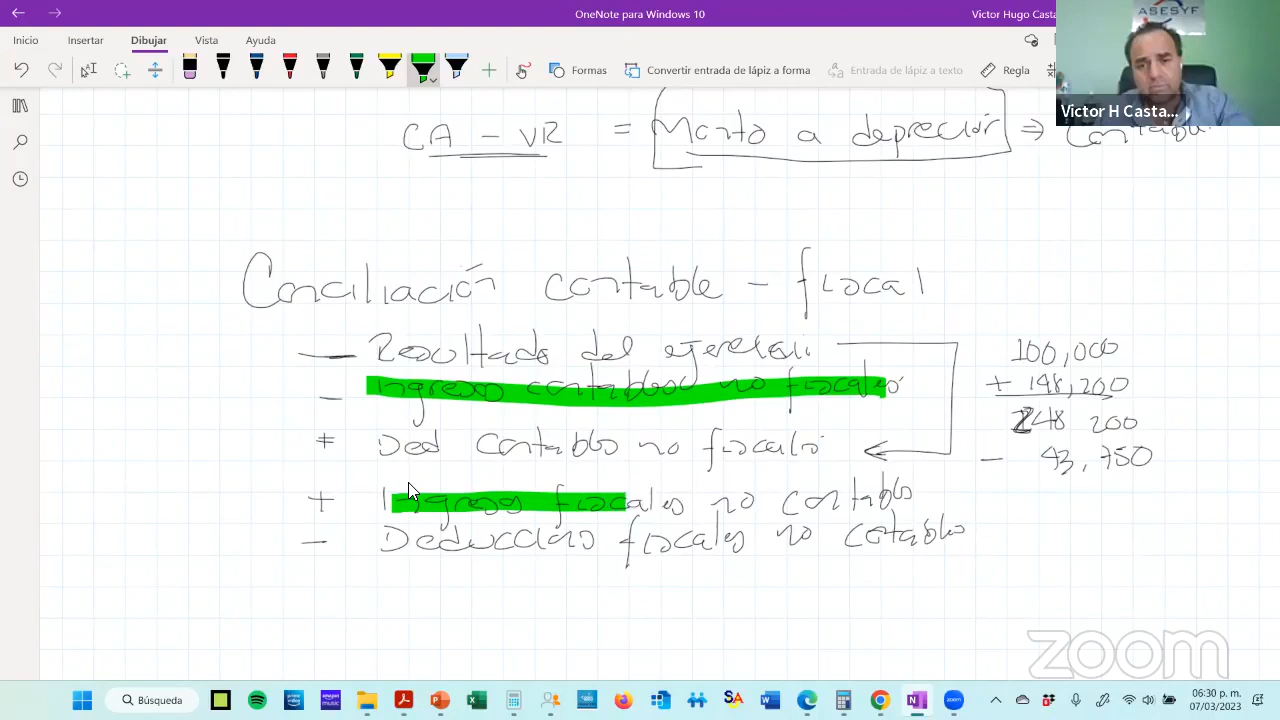 OneNote para Windows 10
Victor Hugo Casta
ASESYF
Inicio Insertar Dibujar Vista Ayuda
Formas Convertir entrada de lápiz a forma Entrada de lápiz a texto Regla
Victor H Casta...
CA - VR = Monto a depreciar ⇒
Conciliación contable - fiscal
— Resultado del ejercicio
- Ingresos contables no fiscales
+ Ded contables no fiscales
+ Ingresos fiscales no contables
- Deducciones fiscales no contables
100,000
+ 148,200
248 200
- 43,750
zoom
Búsqueda
06:30 p. m.
07/03/2023